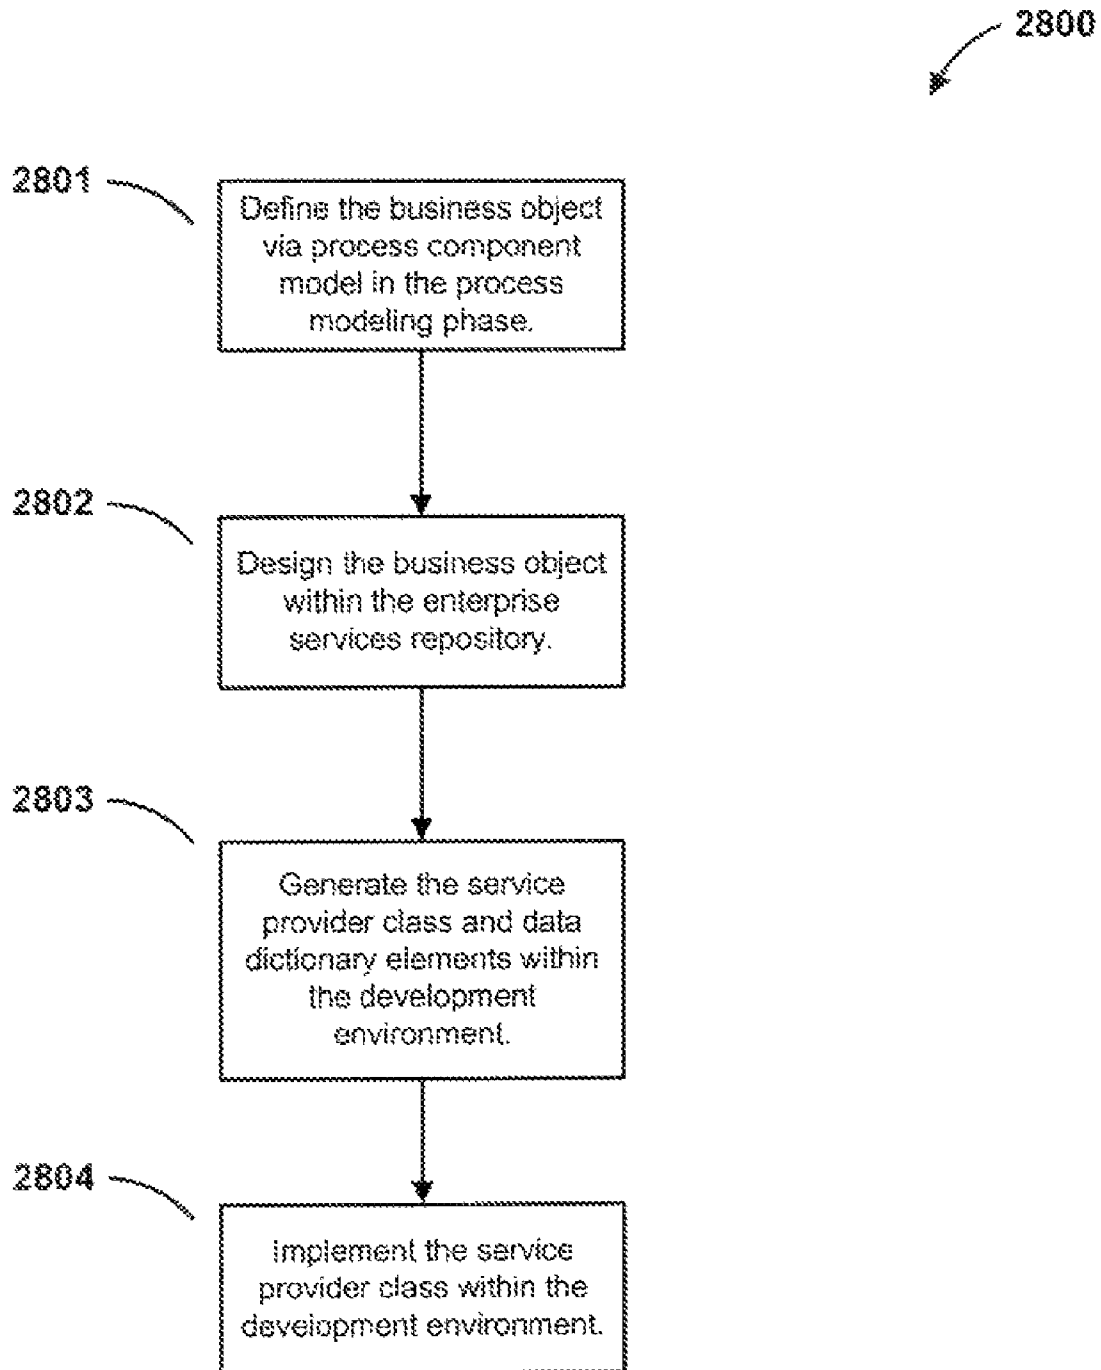 2800
2801
Define the business object
via process component
model in the process
modeling phase.
2802
Design the business object
within the enterprise
services repository.
2803
Generate the service
provider class and data
dictionary elements within
the development
environment.
2804
Implement the service
provider class within the
development environment.